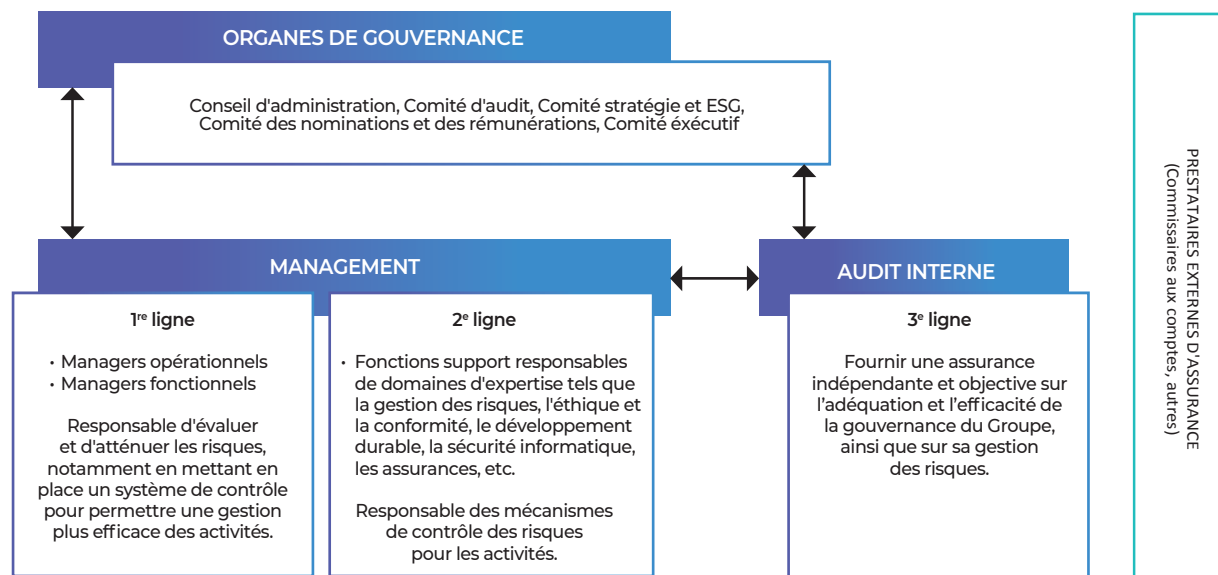 ORGANES DE GOUVERNANCE
Conseil d'administration, Comité d'audit, Comité stratégie et ESG,
Comité des nominations et des rémunérations, Comité éxécutif
MANAGEMENT
1re ligne
• Managers opérationnels
• Managers fonctionnels
Responsable d'évaluer
et d'atténuer les risques,
notamment en mettant en
place un système de contrôle
pour permettre une gestion
plus efficace des activités.
2e ligne
• Fonctions support responsables
de domaines d'expertise tels que
la gestion des risques, l'éthique et
la conformité, le développement
durable, la sécurité informatique,
les assurances, etc.
Responsable des mécanismes
de contrôle des risques
pour les activités.
AUDIT INTERNE
3e ligne
Fournir une assurance
indépendante et objective sur
l'adéquation et l'efficacité de
la gouvernance du Groupe,
ainsi que sur sa gestion
des risques.
PRESTATAIRES EXTERNES D'ASSURANCE
(Commissaires aux comptes, autres)